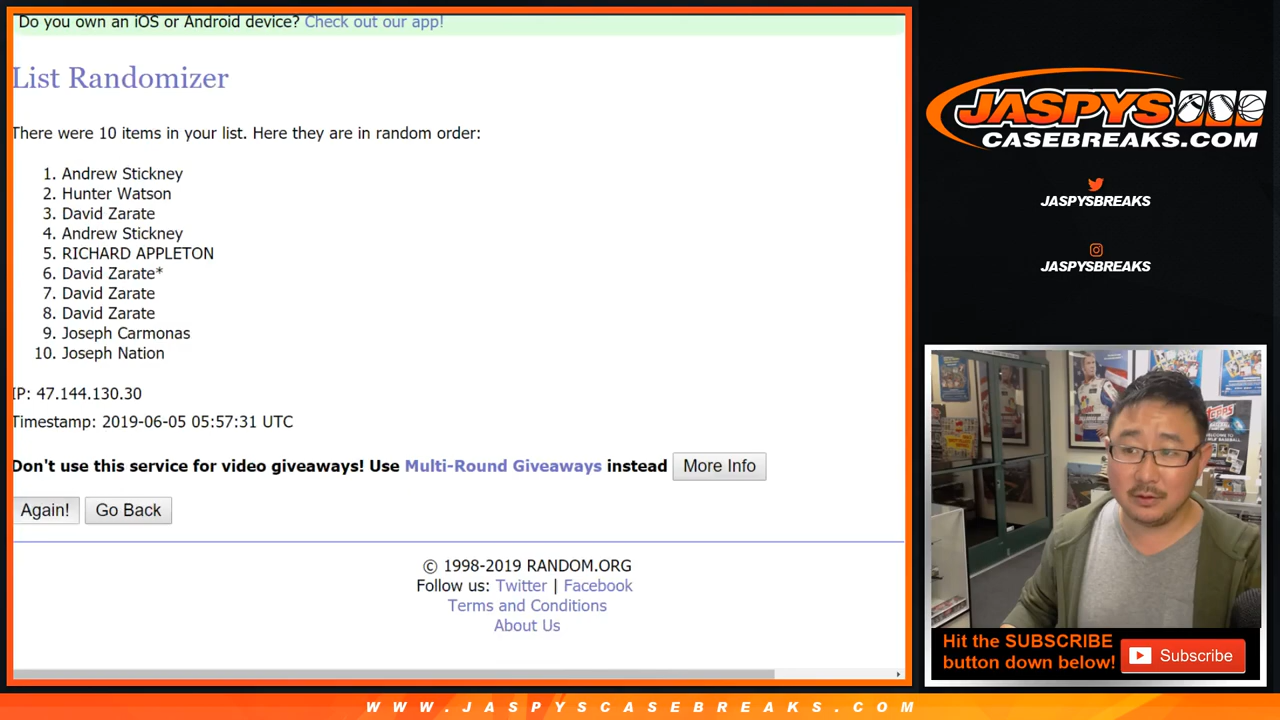 Do you own an iOS or Android device? Check out our app!
List Randomizer
There were 10 items in your list. Here they are in random order:
1. Andrew Stickney
2. Hunter Watson
3. David Zarate
4. Andrew Stickney
5. RICHARD APPLETON
6. David Zarate*
7. David Zarate
8. David Zarate
9. Joseph Carmonas
10. Joseph Nation
IP: 47.144.130.30
Timestamp: 2019-06-05 05:57:31 UTC
Don't use this service for video giveaways! Use Multi-Round Giveaways instead More Info
Again! Go Back
© 1998-2019 RANDOM.ORG
Follow us: Twitter | Facebook
Terms and Conditions
About Us
JASPYS
CASEBREAKS.COM
JASPYSBREAKS
JASPYSBREAKS
topps
Hit the SUBSCRIBE
button down below!
Subscribe
WWW.JASPYSCASEBREAKS.COM